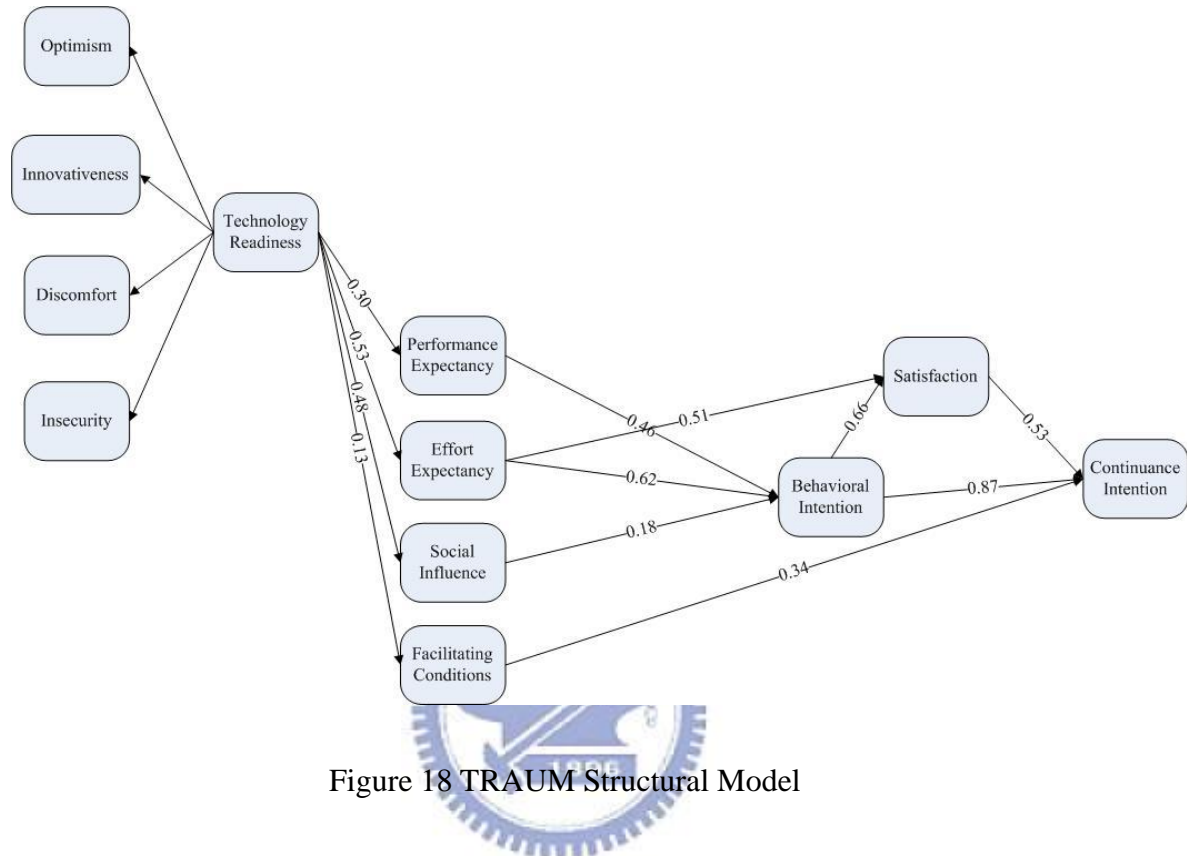 Optimism
Innovativeness
Discomfort
Insecurity
Technology
Readiness
0.30
0.53
0.48
0.13
Performance
Expectancy
Effort
Expectancy
Social
Influence
Facilitating
Conditions
0.46
0.51
0.62
0.18
0.34
Satisfaction
0.66
0.53
Behavioral
Intention
0.87
Continuance
Intention
1896
Figure 18 TRAUM Structural Model